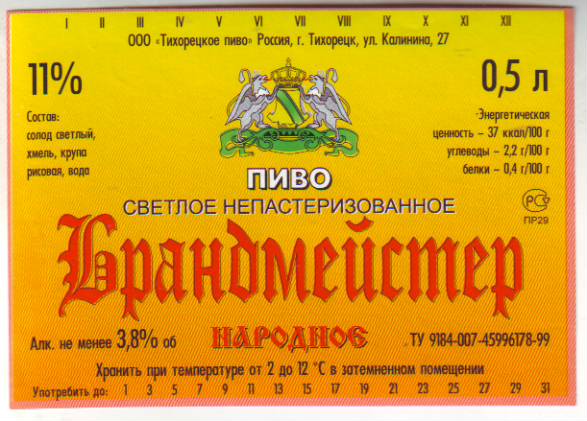 I II III IV V VI VII VIII IX X XI XII
ООО «Тихорецкое пиво» Россия, г. Тихорецк, ул. Калинина, 27
11%
0,5 л
Состав:
солод светлый,
хмель, крупа
рисовая, вода
Энергетическая
ценность – 37 ккал/100 г
углеводы – 2,2 г/100 г
белки – 0,4 г/100 г
РСТ
ПР29
ПИВО
СВЕТЛОЕ НЕПАСТЕРИЗОВАННОЕ
Брандмейстер
НАРОДНОЕ
Алк. не менее 3,8% об
ТУ 9184-007-45996178-99
Хранить при температуре от 2 до 12 °С в затемненном помещении
Употребить до: 1 3 5 7 9 11 13 15 17 19 21 23 25 27 29 31